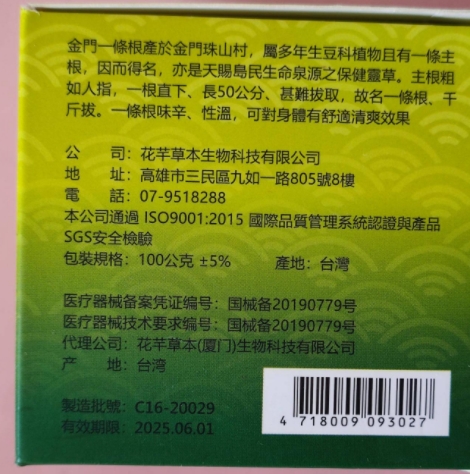 金門一條根產於金門珠山村，屬多年生豆科植物且有一條主
根，因而得名，亦是天賜島民生命泉源之保健靈草。主根粗
如人指，一根直下、長50公分、甚難拔取，故名一條根、千
斤拔。一條根味辛、性溫，可對身體有舒適清爽效果
公　　司：花芊草本生物科技有限公司
地　　址：高雄市三民區九如一路805號8樓
電　　話：07-9518288
本公司通過 ISO9001:2015 國際品質管理系統認證與產品
SGS安全檢驗
包裝規格：100公克 ±5%　　產地：台灣
医疗器械备案凭证编号：国械备20190779号
医疗器械技术要求编号：国械备20190779号
代理公司：花芊草本(厦门)生物科技有限公司
产　　地：台湾
製造批號：C16-20029
有效期限：2025.06.01
4 718009 093027